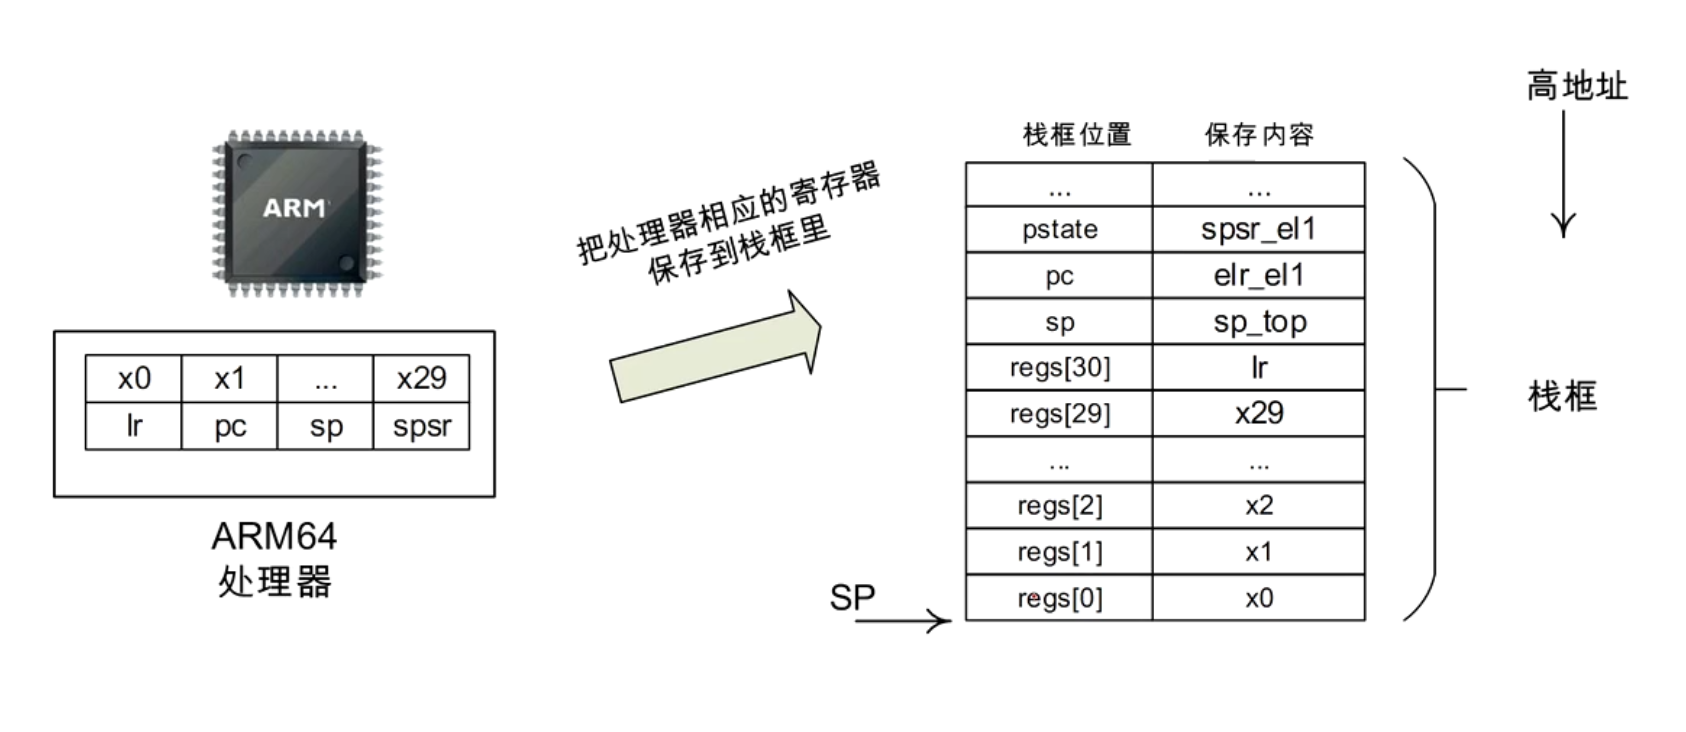 高地址
栈框位置 保存内容
... ...
pstate spsr_el1
pc elr_el1
sp sp_top
regs[30] lr
regs[29] x29
... ...
regs[2] x2
regs[1] x1
regs[0] x0
栈框
SP
把处理器相应的寄存器
保存到栈框里
ARM
x0 x1 ... x29
lr pc sp spsr
ARM64
处理器